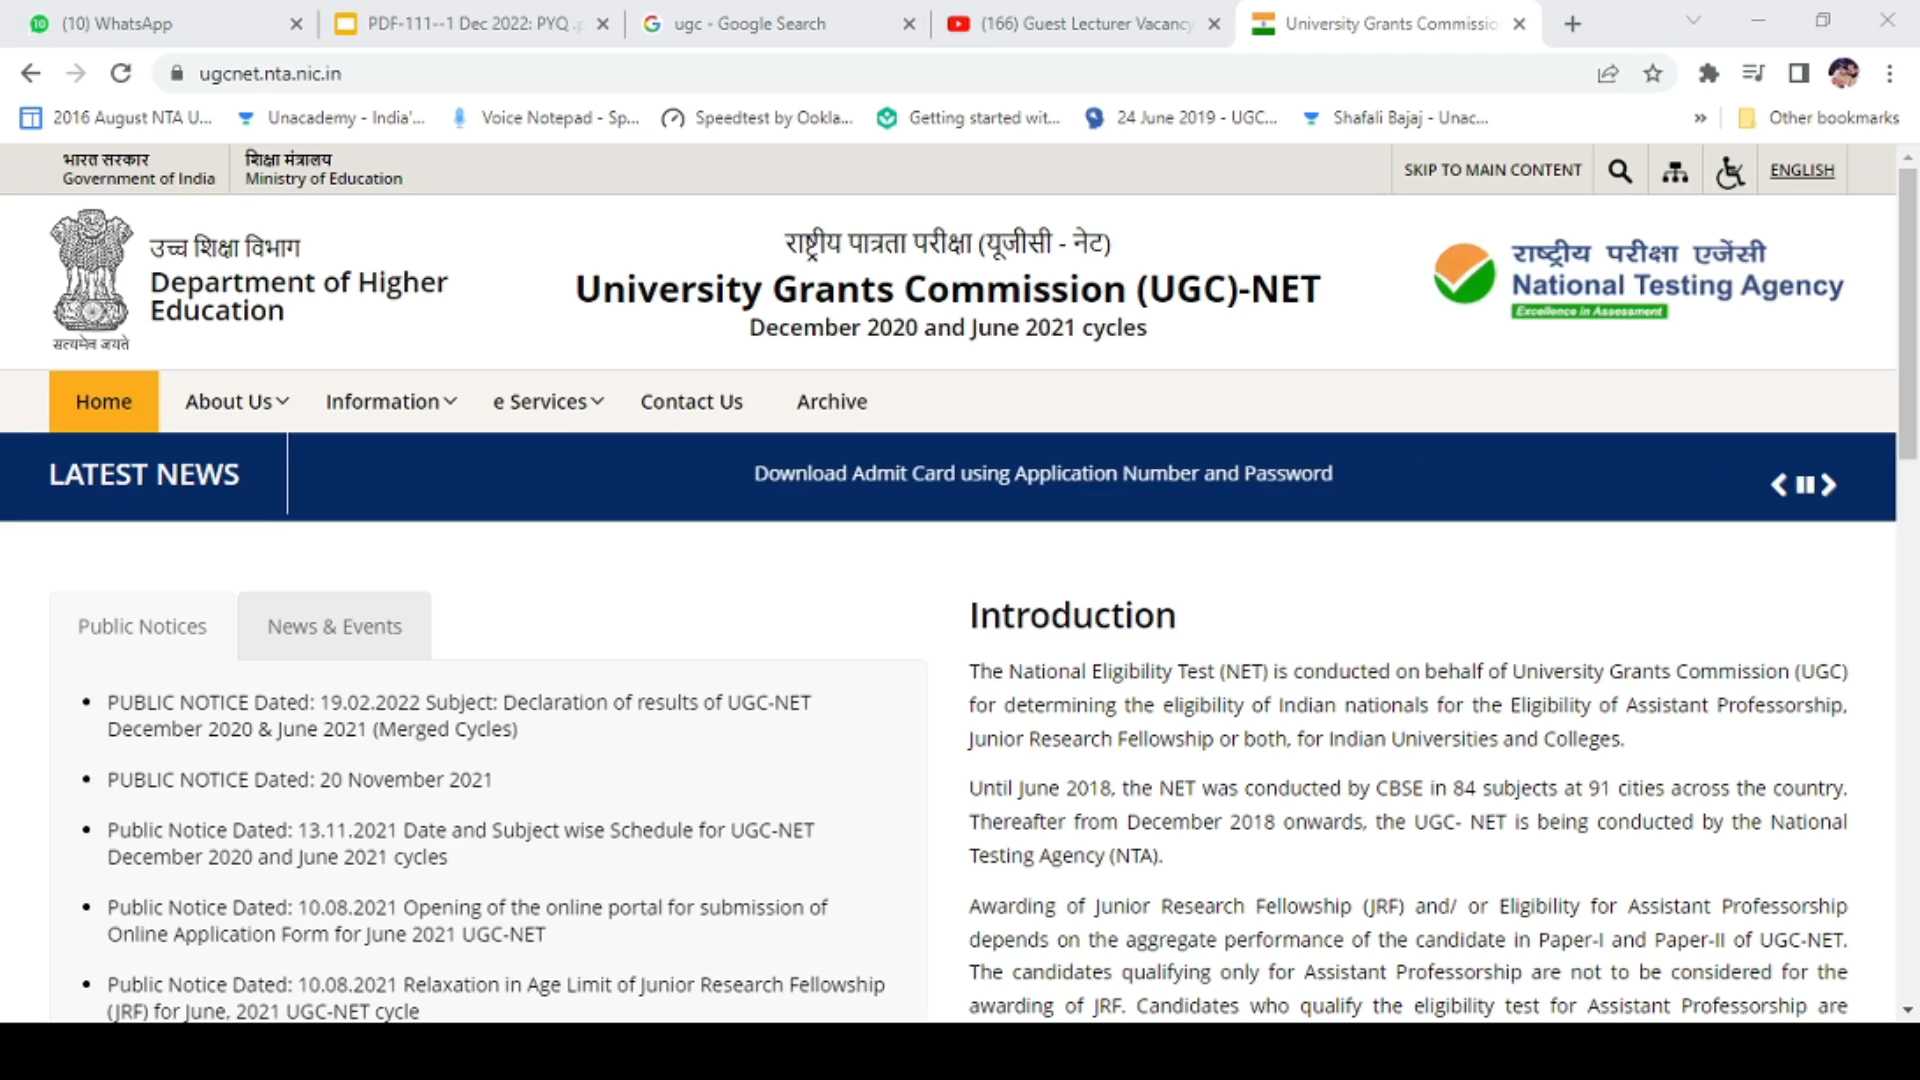 (10) WhatsApp
PDF-111--1 Dec 2022: PYQ .p
ugc - Google Search
(166) Guest Lecturer Vacancy
University Grants Commissio
ugcnet.nta.nic.in
2016 August NTA U...
Unacademy - India'...
Voice Notepad - Sp...
Speedtest by Ookla...
Getting started wit...
24 June 2019 - UGC...
Shafali Bajaj - Unac...
»
Other bookmarks
भारत सरकार
Government of India
शिक्षा मंत्रालय
Ministry of Education
SKIP TO MAIN CONTENT
ENGLISH
सत्यमेव जयते
उच्च शिक्षा विभाग
Department of Higher
Education
राष्ट्रीय पात्रता परीक्षा (यूजीसी - नेट)
University Grants Commission (UGC)-NET
December 2020 and June 2021 cycles
राष्ट्रीय परीक्षा एजेंसी
National Testing Agency
Excellence in Assessment
Home
About Us
Information
e Services
Contact Us
Archive
LATEST NEWS
Download Admit Card using Application Number and Password
Public Notices
News & Events
PUBLIC NOTICE Dated: 19.02.2022 Subject: Declaration of results of UGC-NET
December 2020 & June 2021 (Merged Cycles)
PUBLIC NOTICE Dated: 20 November 2021
Public Notice Dated: 13.11.2021 Date and Subject wise Schedule for UGC-NET
December 2020 and June 2021 cycles
Public Notice Dated: 10.08.2021 Opening of the online portal for submission of
Online Application Form for June 2021 UGC-NET
Public Notice Dated: 10.08.2021 Relaxation in Age Limit of Junior Research Fellowship
(JRF) for June, 2021 UGC-NET cycle
Introduction
The National Eligibility Test (NET) is conducted on behalf of University Grants Commission (UGC)
for determining the eligibility of Indian nationals for the Eligibility of Assistant Professorship,
Junior Research Fellowship or both, for Indian Universities and Colleges.
Until June 2018, the NET was conducted by CBSE in 84 subjects at 91 cities across the country.
Thereafter from December 2018 onwards, the UGC- NET is being conducted by the National
Testing Agency (NTA).
Awarding of Junior Research Fellowship (JRF) and/ or Eligibility for Assistant Professorship
depends on the aggregate performance of the candidate in Paper-I and Paper-II of UGC-NET.
The candidates qualifying only for Assistant Professorship are not to be considered for the
awarding of JRF. Candidates who qualify the eligibility test for Assistant Professorship are